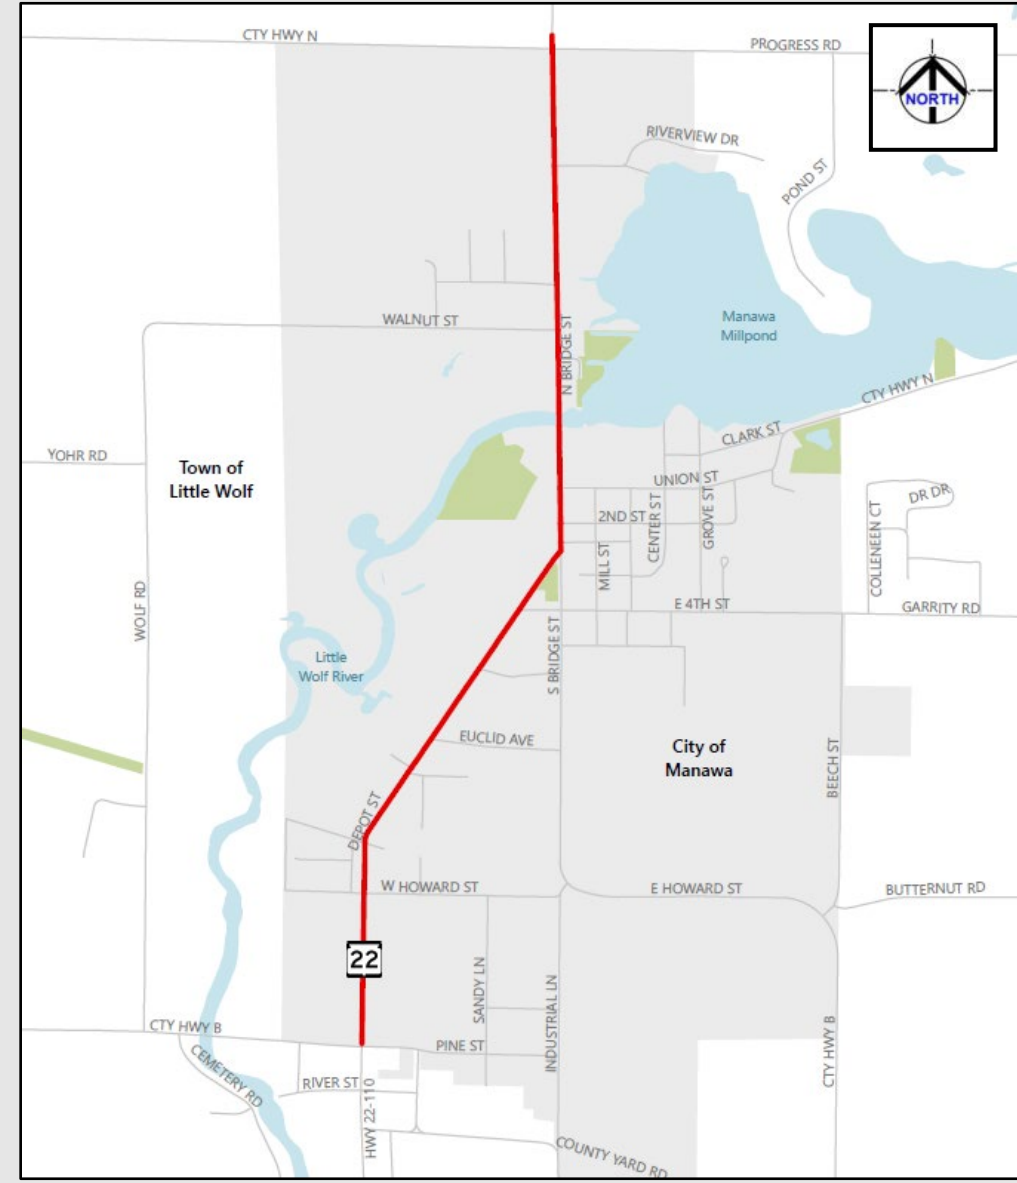 CTY HWY N
PROGRESS RD
NORTH
RIVERVIEW DR
POND ST
WALNUT ST
Manawa
Millpond
N BRIDGE ST
CTY HWY N
CLARK ST
YOHR RD
Town of
Little Wolf
UNION ST
2ND ST
CENTER ST
GROVE ST
MILL ST
DR DR
COLLENEEN CT
E 4TH ST
GARRITY RD
WOLF RD
Little
Wolf River
S BRIDGE ST
EUCLID AVE
City of
Manawa
BEECH ST
DEPOT ST
W HOWARD ST
E HOWARD ST
BUTTERNUT RD
22
SANDY LN
INDUSTRIAL LN
CTY HWY B
PINE ST
CEMETERY RD
RIVER ST
HWY 22-110
CTY HWY B
COUNTY YARD RD